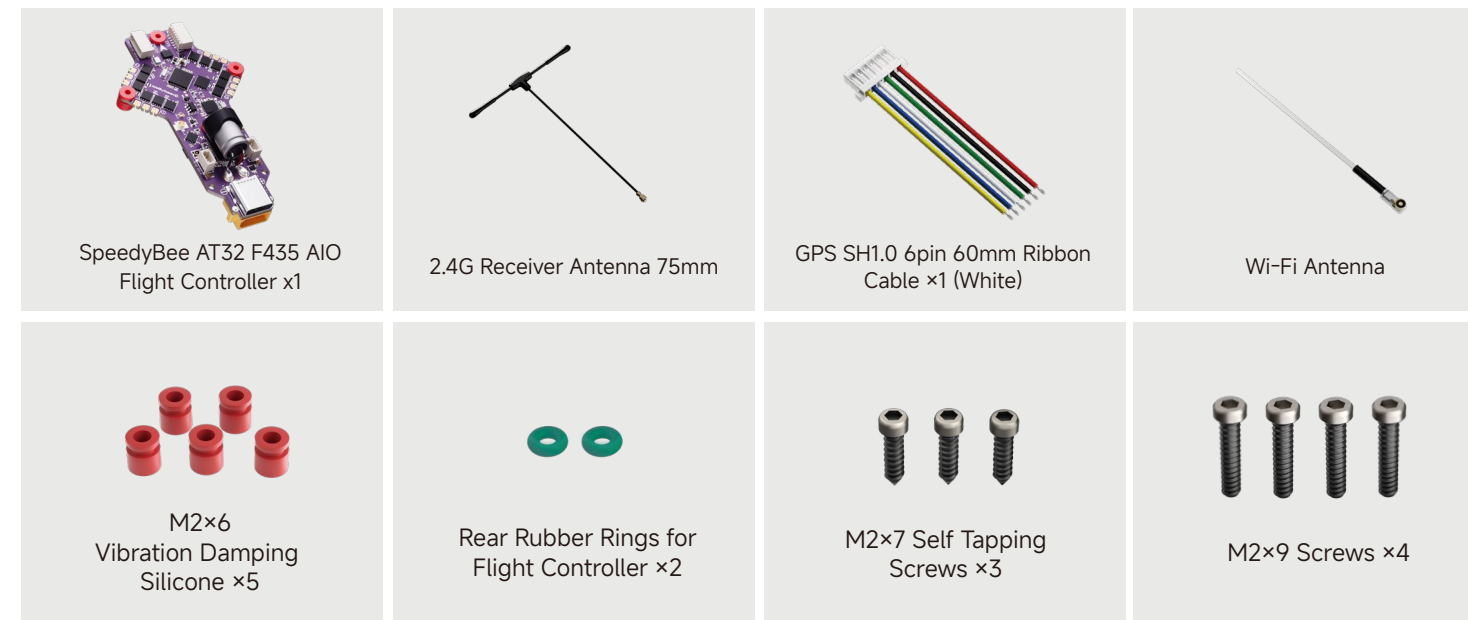 SpeedyBee AT32 F435 AIO
Flight Controller x1
2.4G Receiver Antenna 75mm
GPS SH1.0 6pin 60mm Ribbon
Cable ×1 (White)
Wi-Fi Antenna
M2×6
Vibration Damping
Silicone ×5
Rear Rubber Rings for
Flight Controller ×2
M2×7 Self Tapping
Screws ×3
M2×9 Screws ×4